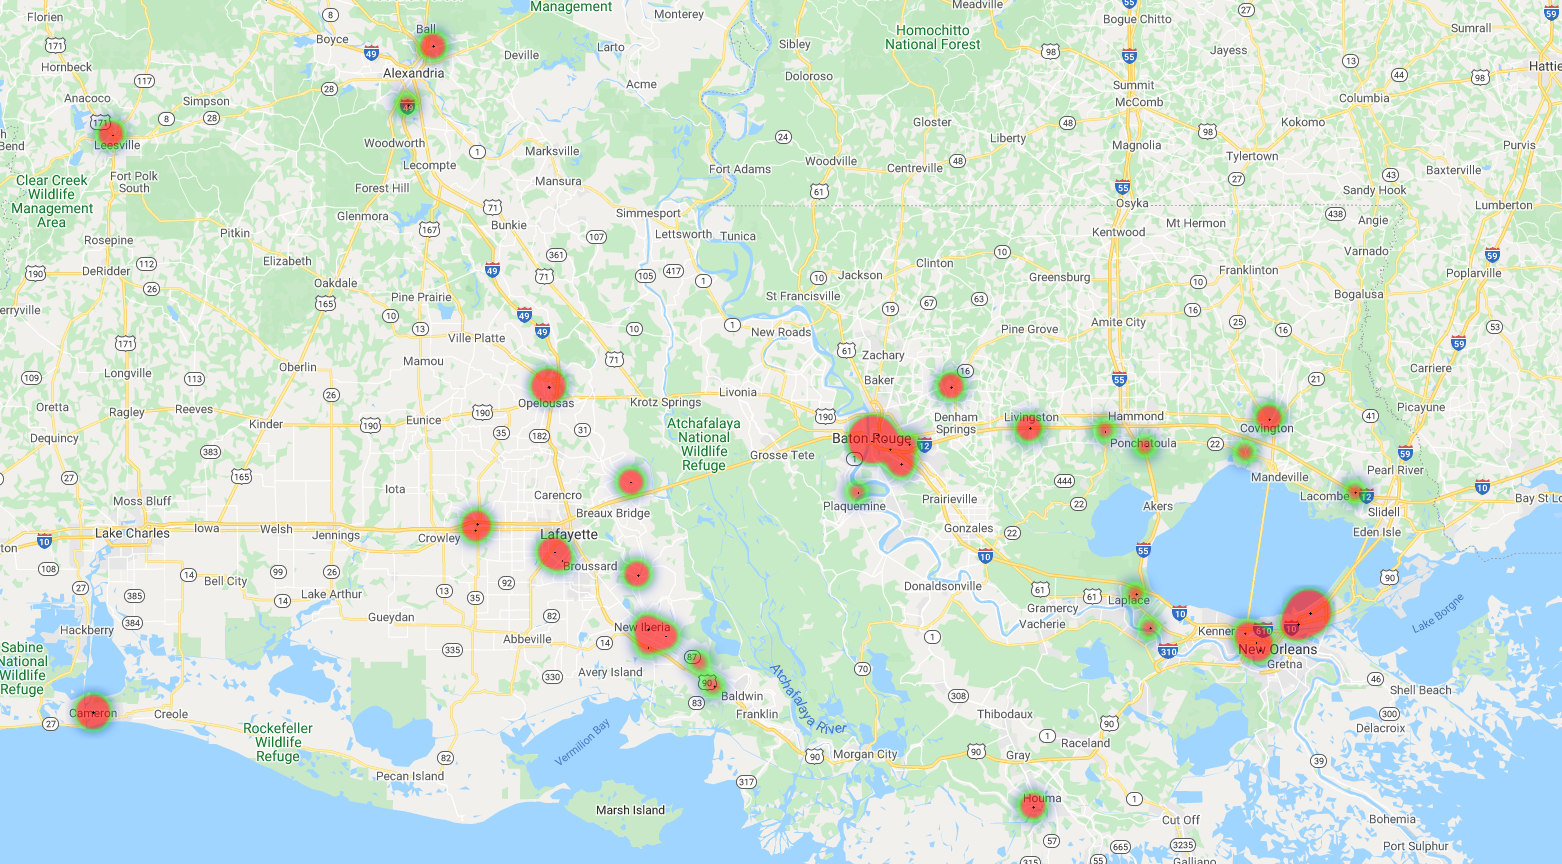 Florien
8
Ball
Management
Monterey
Meadville
55
Bogue Chitto
27
59
171
Boyce
49
Deville
Larto
Sibley
Homochitto
National Forest
98
55
Jayess
Sumrall
Hornbeck
117
Alexandria
Acme
Doloroso
Summit
13
44
98
Hattie
Anacoco
Simpson
28
49
McComb
Columbia
171
8
28
Gloster
48
Kokomo
Leesville
Woodworth
1
Marksville
24
Liberty
Magnolia
98
Purvis
Bend
Lecompte
Fort Adams
Woodville
Centreville
48
Tylertown
Baxterville
Clear Creek
Wildlife
Management
Area
Fort Polk
South
Forest Hill
Mansura
61
55
27
43
Sandy Hook
Glenmora
71
Simmesport
Osyka
438
Angie
Lumberton
Rosepine
Pitkin
167
Bunkie
107
Lettsworth
Tunica
Kentwood
Mt Hermon
Varnado
59
190
DeRidder
112
Elizabeth
49
361
71
105
417
1
10
Jackson
Clinton
10
Greensburg
Franklinton
Poplarville
26
Oakdale
165
Pine Prairie
St Francisville
19
67
63
10
Bogalusa
erryville
10
13
49
49
10
1
New Roads
Pine Grove
Amite City
16
25
16
53
171
Ville Platte
71
61
Zachary
59
109
Longville
113
Oberlin
Mamou
Baker
16
55
21
Carriere
Oretta
Ragley
Reeves
26
Opelousas
Krotz Springs
Livonia
190
Denham
Springs
Livingston
Hammond
Covington
41
Picayune
Dequincy
Kinder
190
Eunice
190
35
182
31
Atchafalaya
National
Wildlife
Refuge
Baton Rouge
12
Ponchatoula
22
383
Grosse Tete
1
59
Pearl River
27
165
Iota
Carencro
Plaquemine
Prairieville
444
22
Mandeville
Lacombe
12
10
Moss Bluff
Breaux Bridge
Akers
Slidell
Bay St Lo
Lake Charles
Iowa
Welsh
Jennings
Crowley
Lafayette
Gonzales
22
Eden Isle
ton
10
108
14
Bell City
99
26
92
Broussard
10
55
90
27
385
14
Lake Arthur
13
35
Donaldsonville
61
61
Laplace
Lake Borgne
384
Hackberry
Gueydan
82
New Iberia
Gramercy
Vacherie
10
Kenner
610
10
Sabine
National
Wildlife
Refuge
335
Abbeville
14
87
1
310
New Orleans
Gretna
330
Avery Island
90
Baldwin
70
46
Shell Beach
Cameron
27
Creole
83
Franklin
Atchafalaya River
308
Thibodaux
90
300
Delacroix
Rockefeller
Wildlife
Refuge
Vermilion Bay
1
Raceland
82
90
Morgan City
90
Gray
39
Pecan Island
317
Marsh Island
Houma
1
Cut Off
Bohemia
57
665
3235
Port Sulphur
315
55
Galliano